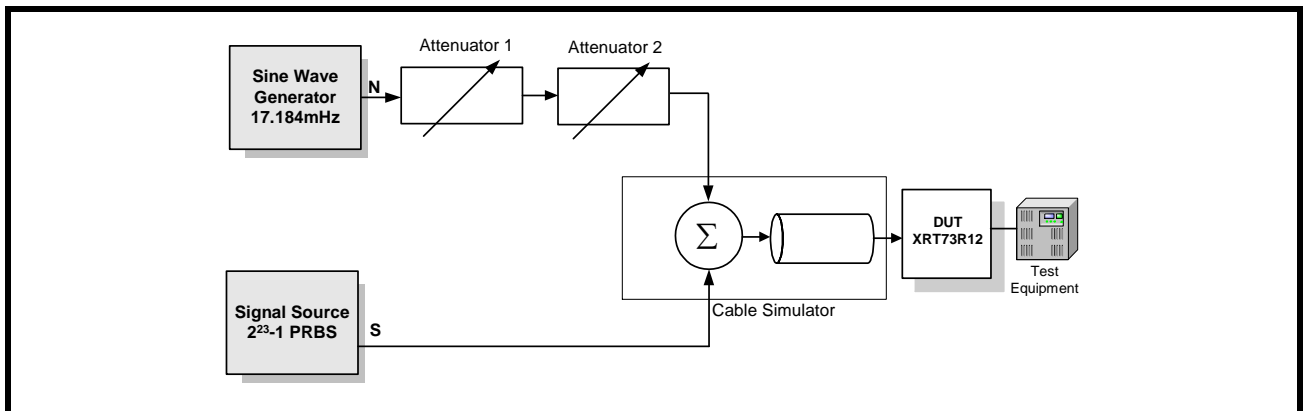 Attenuator 1
Attenuator 2
Sine Wave
Generator
17.184mHz
N
Σ
DUT
XRT73R12
Test
Equipment
Cable Simulator
Signal Source
2²³-1 PRBS
S